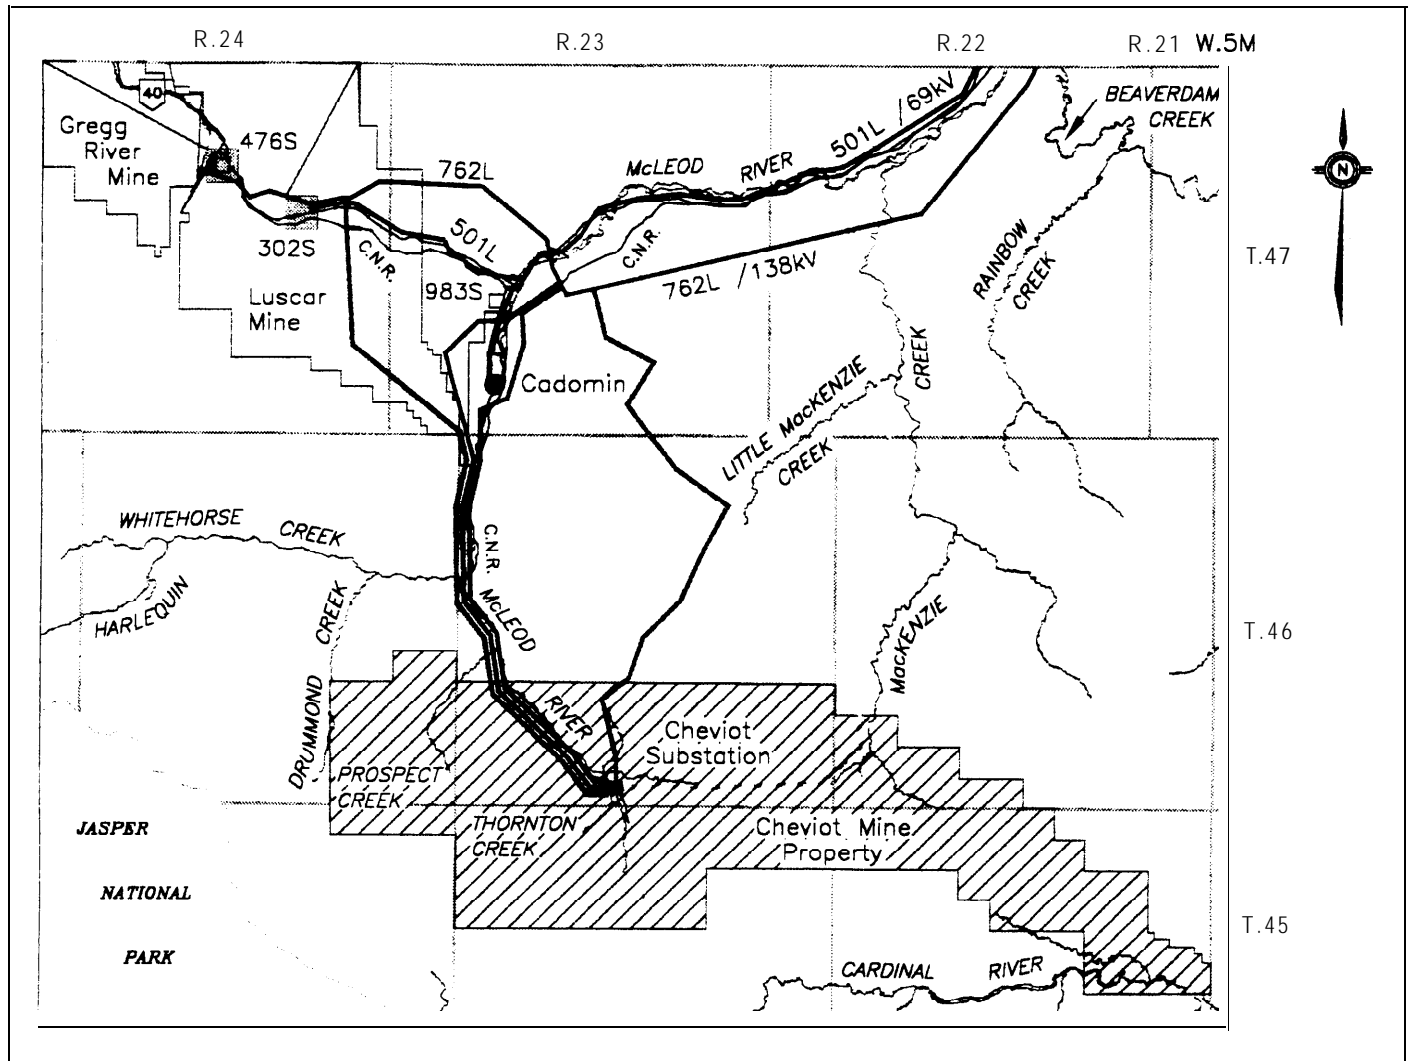 R.24
R.23
R.22
R.21 W.5M
40
69kV
BEAVERDAM
CREEK
Gregg
River
Mine
476S
501L
762L
McLEOD
RIVER
302S
501L
C.N.R.
C.N.R.
RAINBOW
CREEK
T.47
983S
762L /138kV
Luscar
Mine
CREEK
Cadomin
LITTLE MacKENZIE
CREEK
WHITEHORSE
CREEK
C.N.R.
HARLEQUIN
CREEK
McLEOD
MacKENZIE
T.46
DRUMMOND
RIVER
Cheviot
Substation
PROSPECT
CREEK
JASPER
NATIONAL
PARK
THORNTON
CREEK
Cheviot Mine
Property
T.45
CARDINAL
RIVER
N